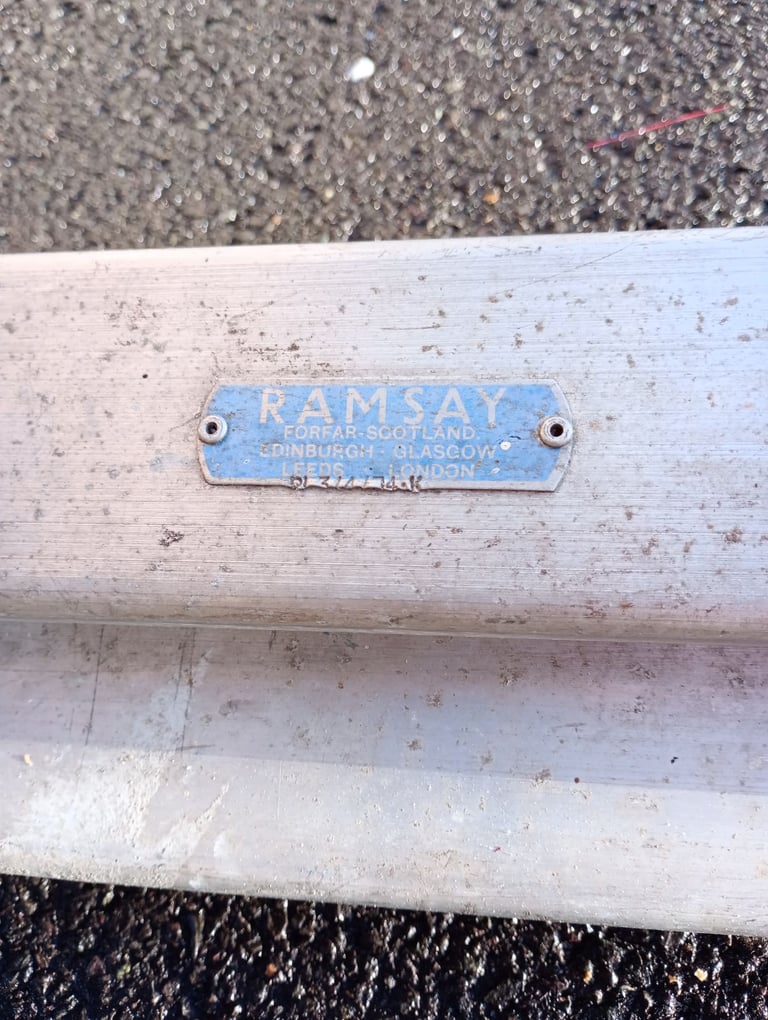 RAMSAY
FORFAR-SCOTLAND
EDINBURGH - GLASGOW
LEEDS LONDON